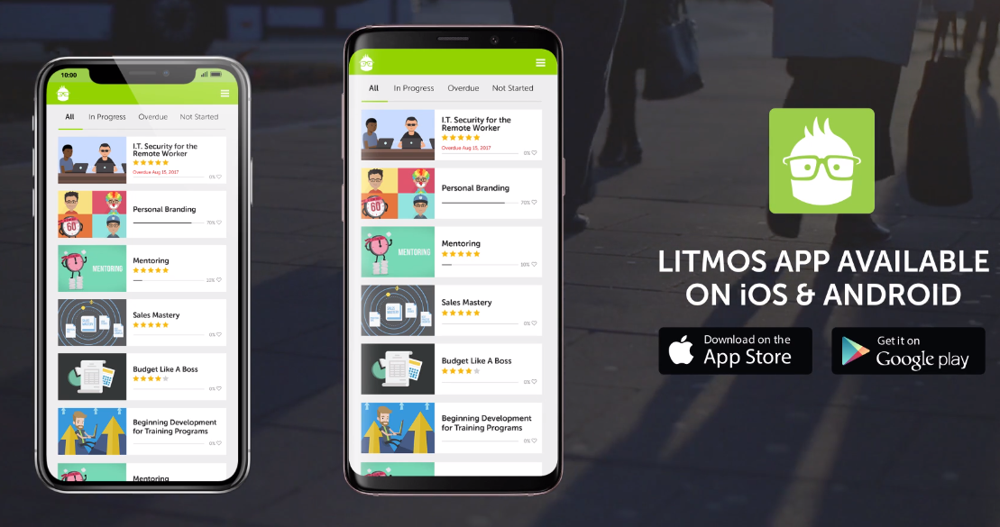 10:00
All In Progress Overdue Not Started
I.T. Security for the
Remote Worker
Overdue Aug 15, 2017
0%
60
Personal Branding
70%
MENTORING
Mentoring
10%
Sales Mastery
0%
Budget Like A Boss
0%
Beginning Development
for Training Programs
0%
Mentoring
All In Progress Overdue Not Started
I.T. Security for the
Remote Worker
Overdue Aug 15, 2017
0%
60
Personal Branding
70%
MENTORING
Mentoring
10%
Sales Mastery
0%
Budget Like A Boss
Beginning Development
for Training Programs
0%
LITMOS APP AVAILABLE
ON iOS & ANDROID
Download on the
App Store
Get it on
Google play